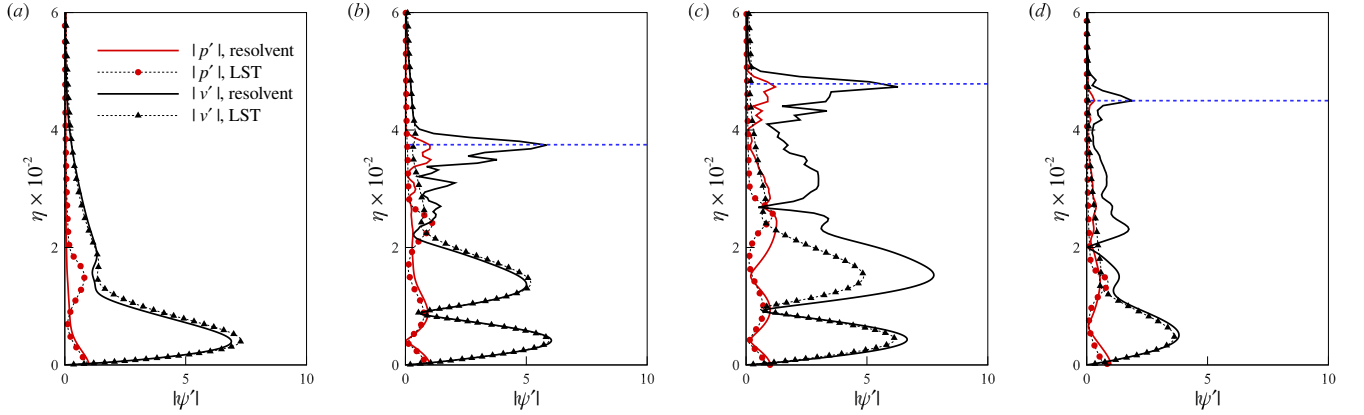 (a)
6
4
2
0
η × 10⁻²
0
5
10
|ψ′|
| p′ |, resolvent
| p′ |, LST
| v′ |, resolvent
| v′ |, LST
(b)
6
4
2
0
η × 10⁻²
0
5
10
|ψ′|
(c)
6
4
2
0
η × 10⁻²
0
5
10
|ψ′|
(d)
6
4
2
0
η × 10⁻²
0
5
10
|ψ′|